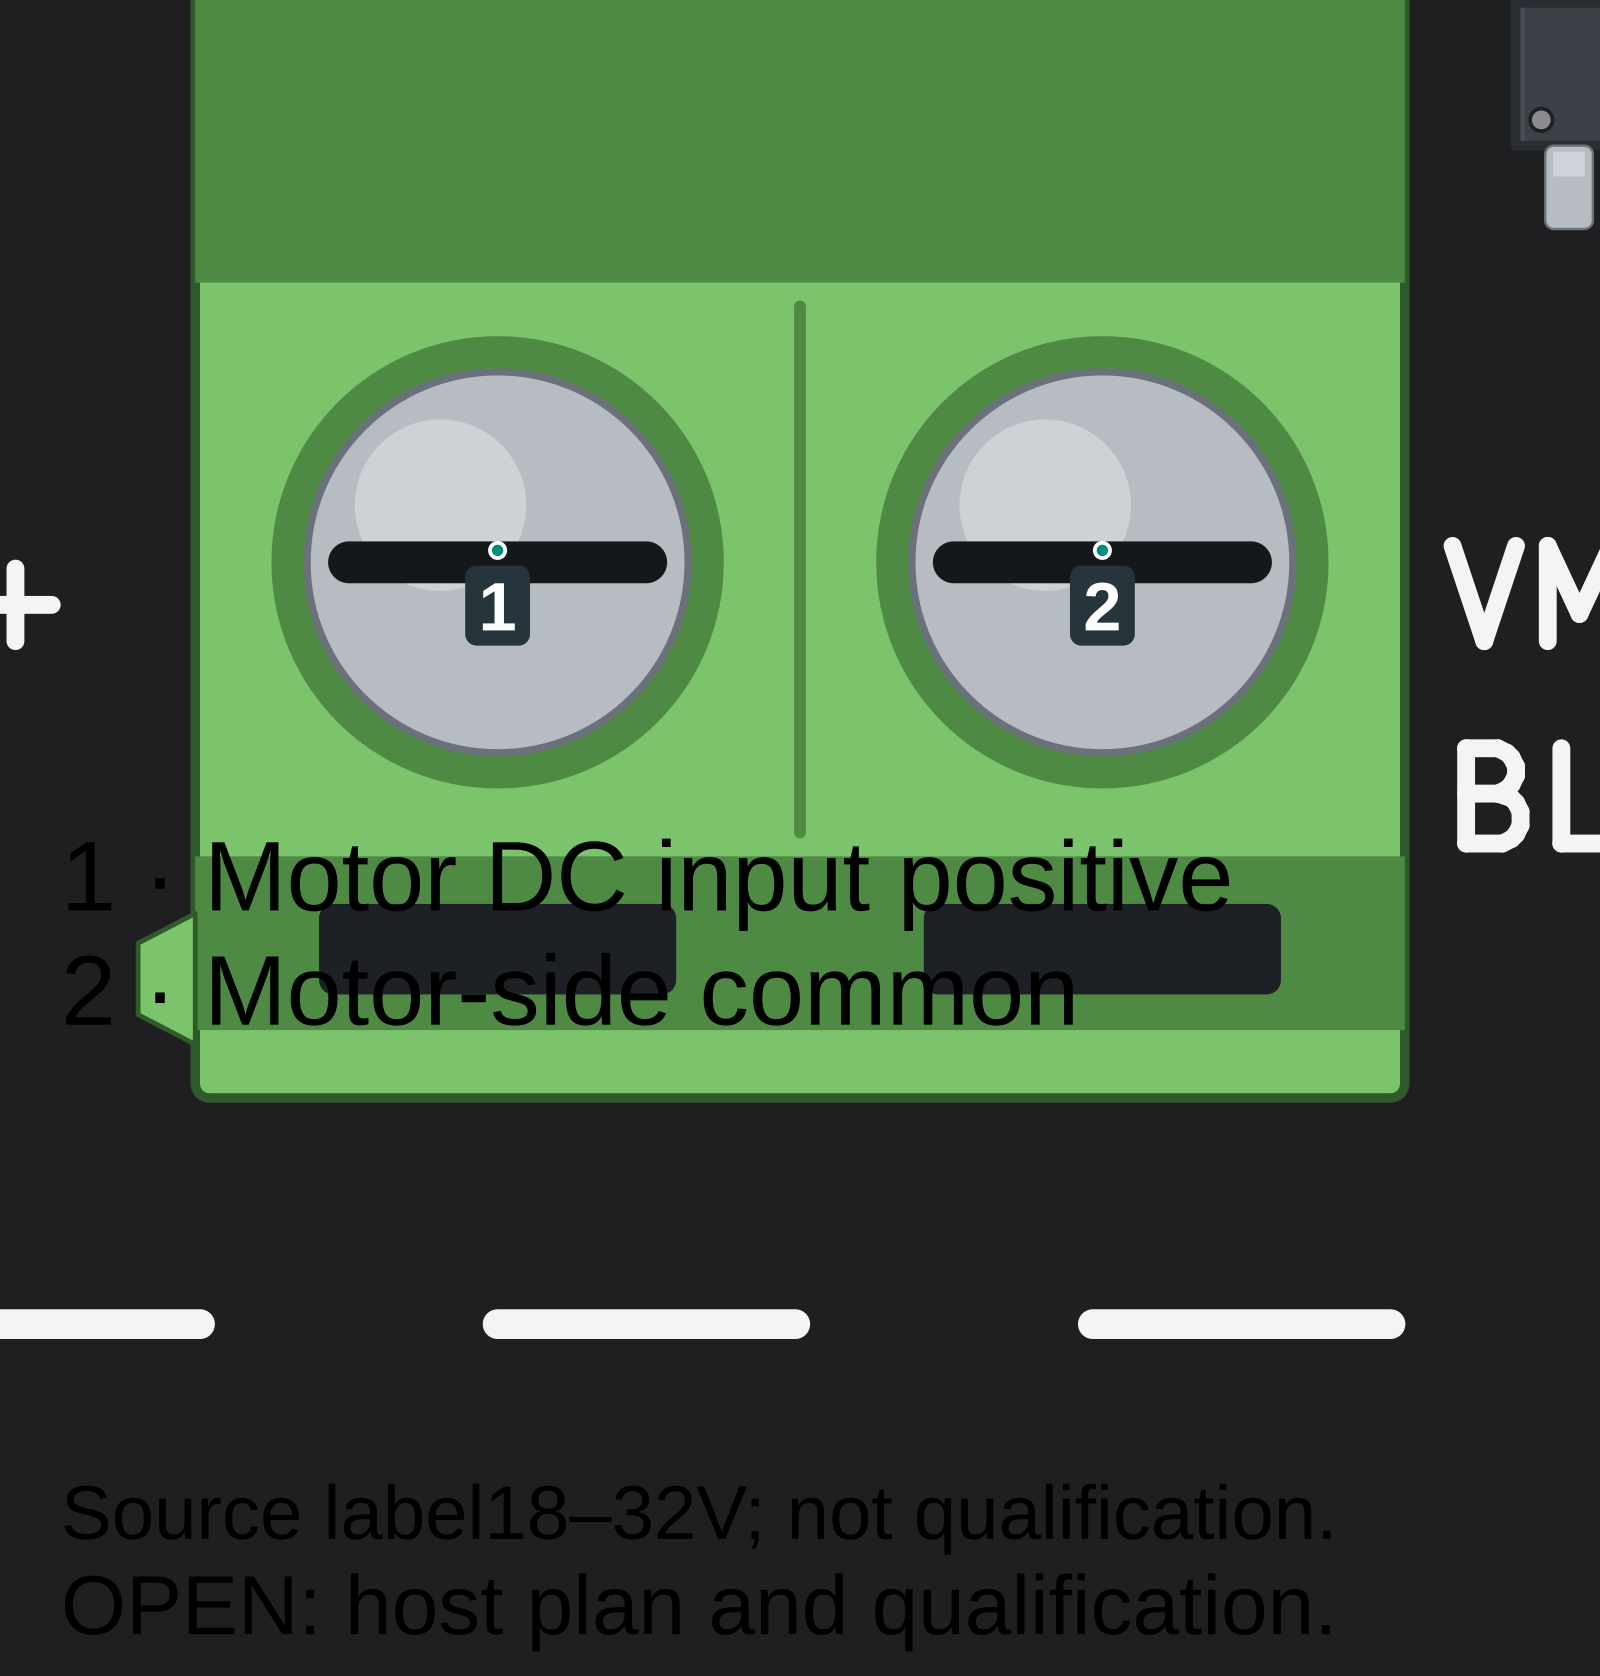 +
1
2
VM
BL
1 · Motor DC input positive
2 · Motor-side common
Source label18–32V; not qualification.
OPEN: host plan and qualification.